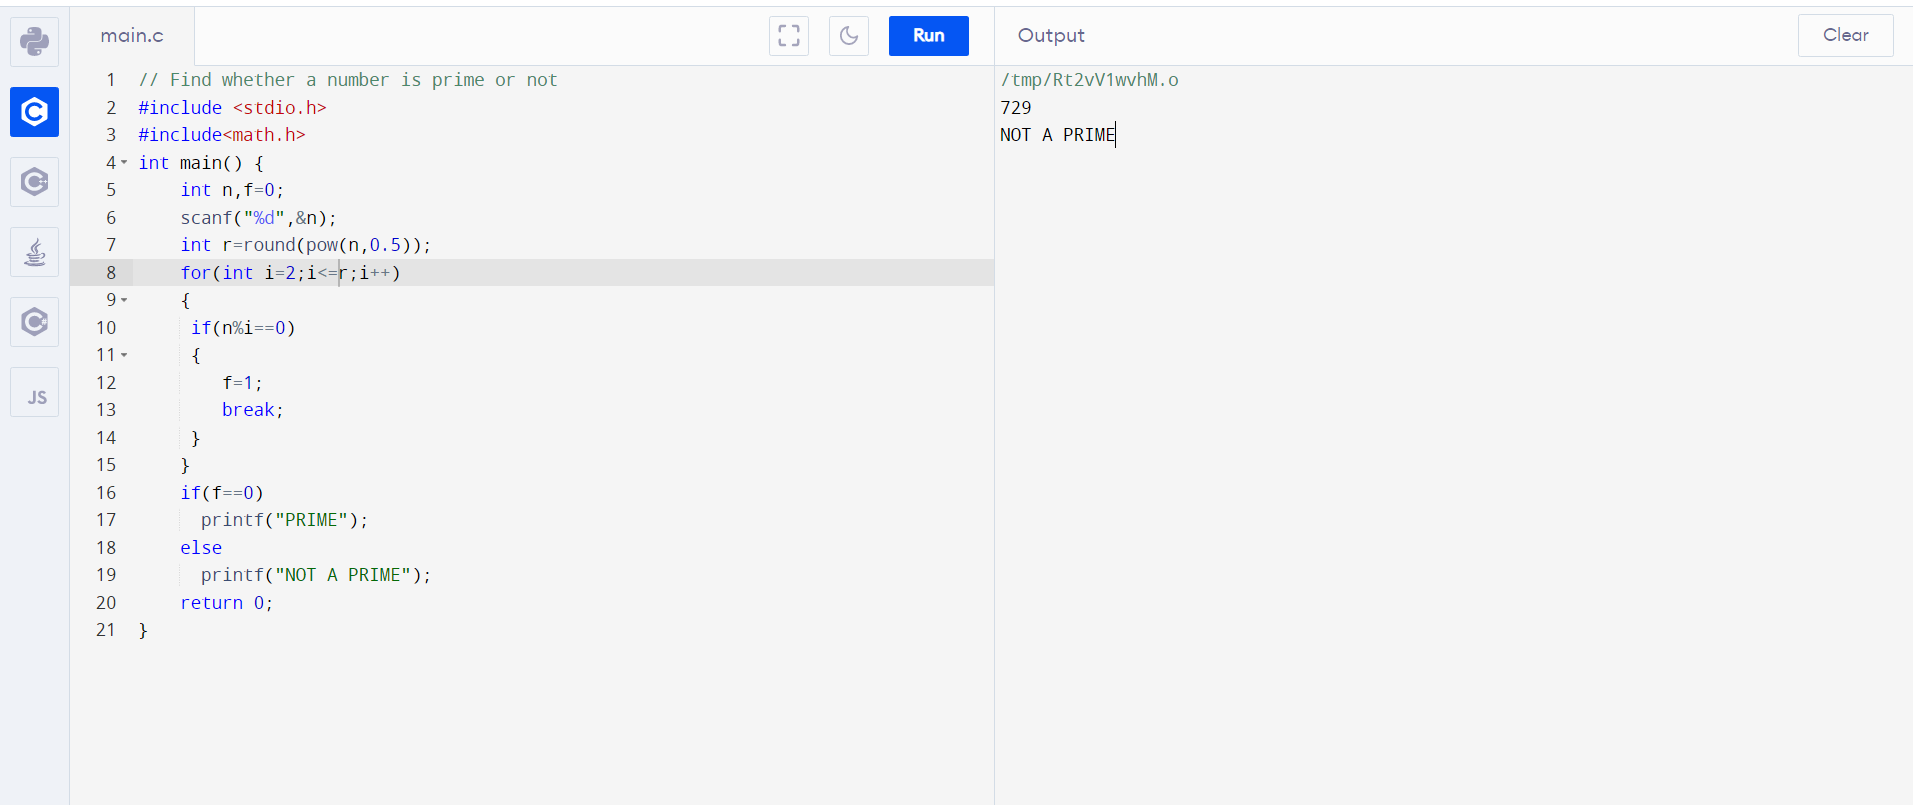 main.c
Run
1 // Find whether a number is prime or not
2 #include <stdio.h>
3 #include<math.h>
4 int main() {
5     int n,f=0;
6     scanf("%d",&n);
7     int r=round(pow(n,0.5));
8     for(int i=2;i<=r;i++)
9     {
10      if(n%i==0)
11      {
12         f=1;
13         break;
14      }
15     }
16     if(f==0)
17       printf("PRIME");
18     else
19       printf("NOT A PRIME");
20     return 0;
21 }
JS
Output
Clear
/tmp/Rt2vV1wvhM.o
729
NOT A PRIME